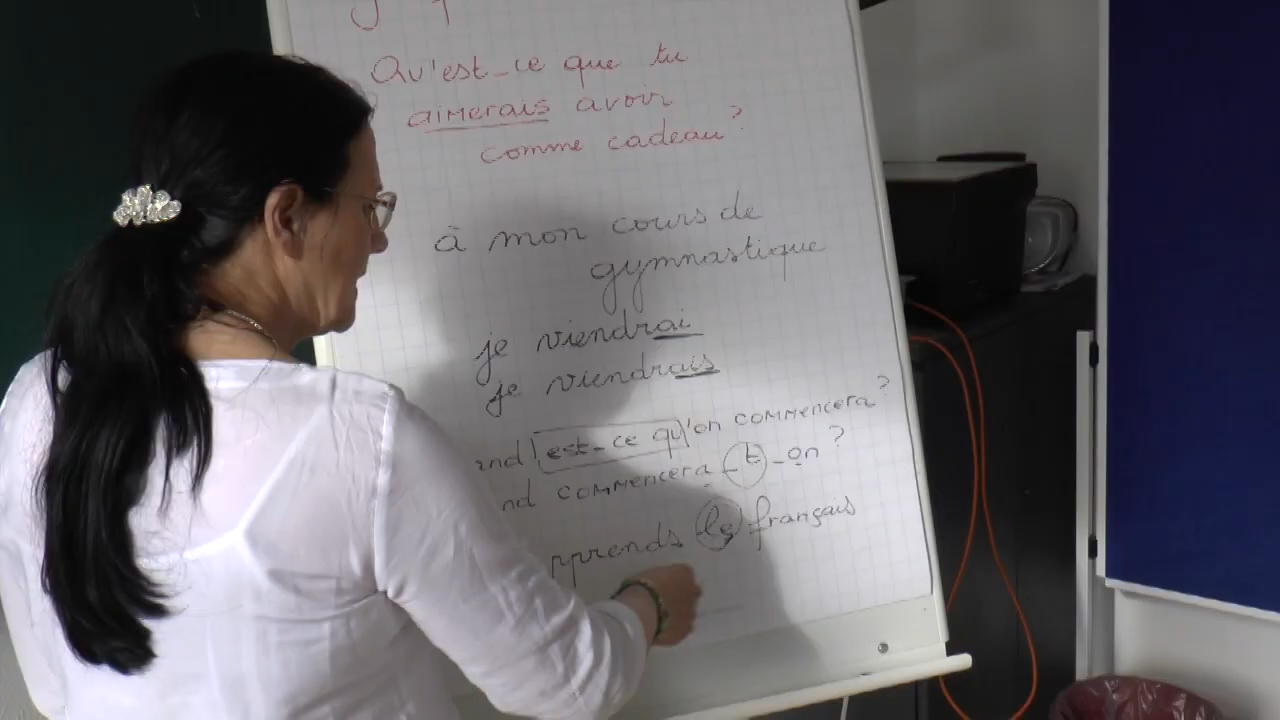 Qu'est-ce que tu
aimerais avoir
comme cadeau?
à mon cours de
gymnastique
je viendrai
je viendrais
nd est-ce qu'on commencera?
nd commencera-t-on?
pprends le français